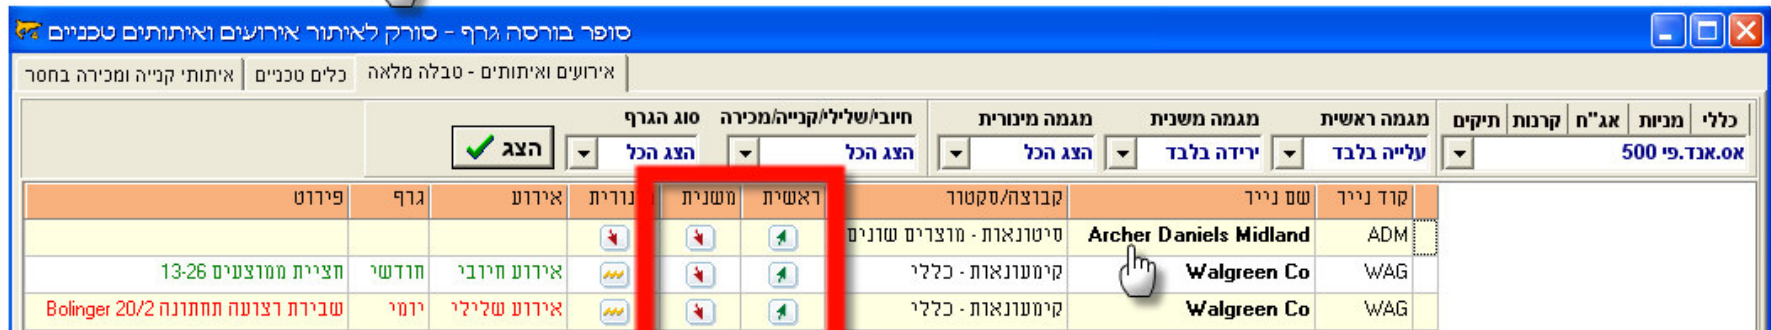 סופר בורסה גרף - סורק לאיתור אירועים ואיתותים טכניים
אירועים ואיתותים - טבלה מלאה כלים טכניים איתותי קנייה ומכירה בחסר
כללי מניות אג"ח קרנות תיקים מגמה ראשית מגמה משנית מגמה מינורית חיובי/שלילי/קנייה/מכירה סוג הגרף
אס.אנד.פי 500 עלייה בלבד ירידה בלבד הצג הכל הצג הכל הצג הכל הצג
קוד נייר שם נייר קבוצה/סקטור ראשית משנית נורית אירוע גרף פירוט
ADM Archer Daniels Midland סיטונאות - מוצרים שונים
WAG Walgreen Co קימעונאות - כללי אירוע חיובי חודשי חציית ממוצעים 13-26
WAG Walgreen Co קימעונאות - כללי אירוע שלילי יומי שבירת רצועה תחתונה Bolinger 20/2